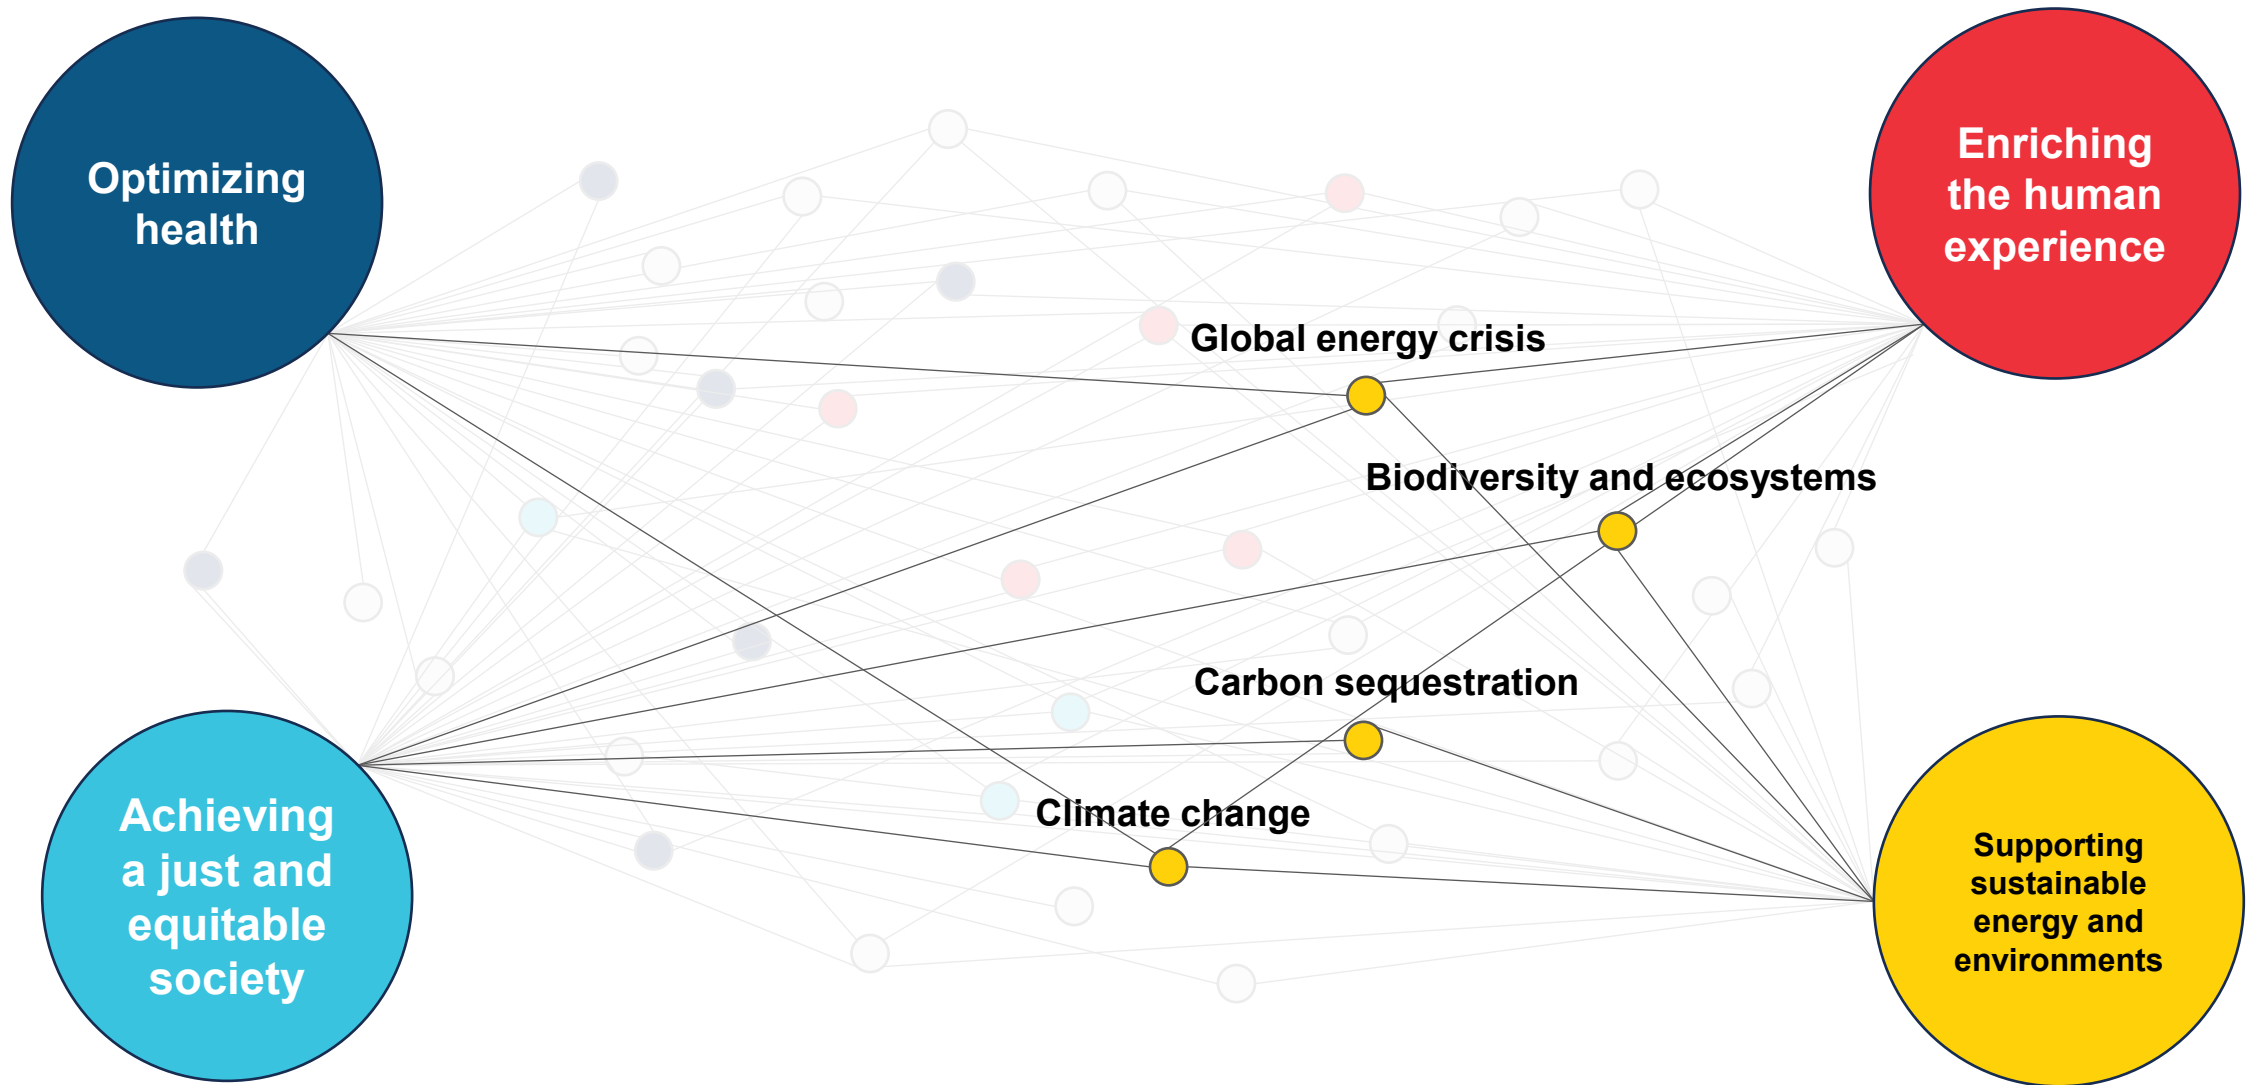 Optimizing
health
Enriching
the human
experience
Global energy crisis
Biodiversity and ecosystems
Carbon sequestration
Climate change
Achieving
a just and
equitable
society
Supporting
sustainable
energy and
environments